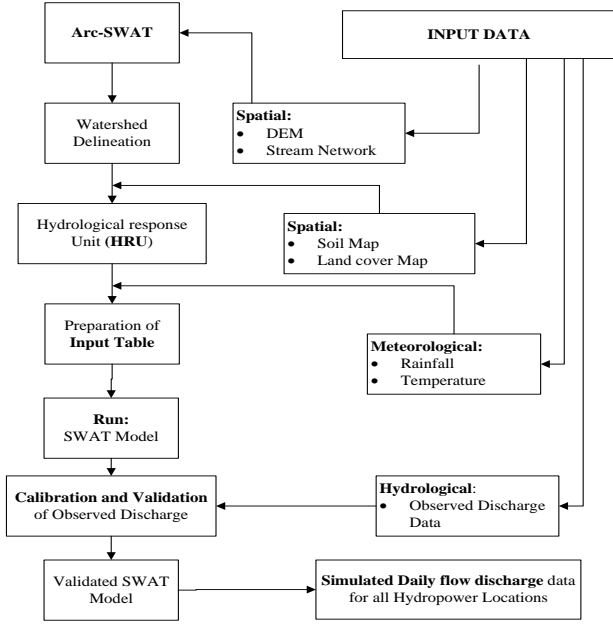 Arc-SWAT
INPUT DATA
Watershed
Delineation
Spatial:
• DEM
• Stream Network
Hydrological response
Unit (HRU)
Spatial:
• Soil Map
• Land cover Map
Preparation of
Input Table
Meteorological:
• Rainfall
• Temperature
Run:
SWAT Model
Calibration and Validation
of Observed Discharge
Hydrological:
• Observed Discharge
Data
Validated SWAT
Model
Simulated Daily flow discharge data
for all Hydropower Locations